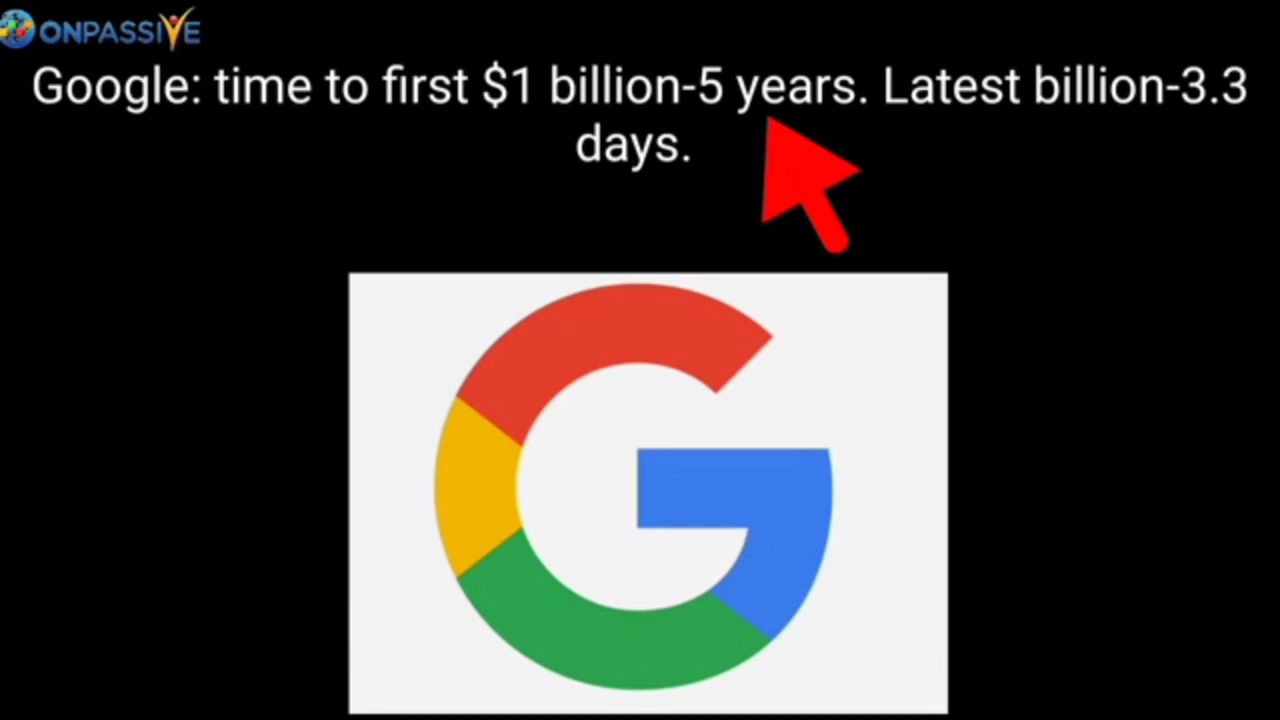 ONPASSIVE
Google: time to first $1 billion-5 years. Latest billion-3.3
days.